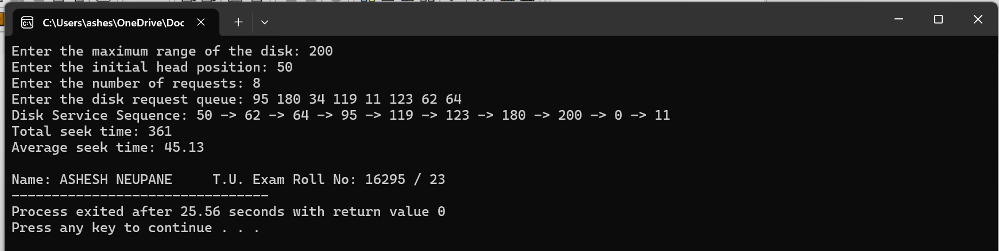 C:\Users\ashes\OneDrive\Doc
Enter the maximum range of the disk: 200
Enter the initial head position: 50
Enter the number of requests: 8
Enter the disk request queue: 95 180 34 119 11 123 62 64
Disk Service Sequence: 50 -> 62 -> 64 -> 95 -> 119 -> 123 -> 180 -> 200 -> 0 -> 11
Total seek time: 361
Average seek time: 45.13
Name: ASHESH NEUPANE     T.U. Exam Roll No: 16295 / 23
--------------------------------
Process exited after 25.56 seconds with return value 0
Press any key to continue . . .